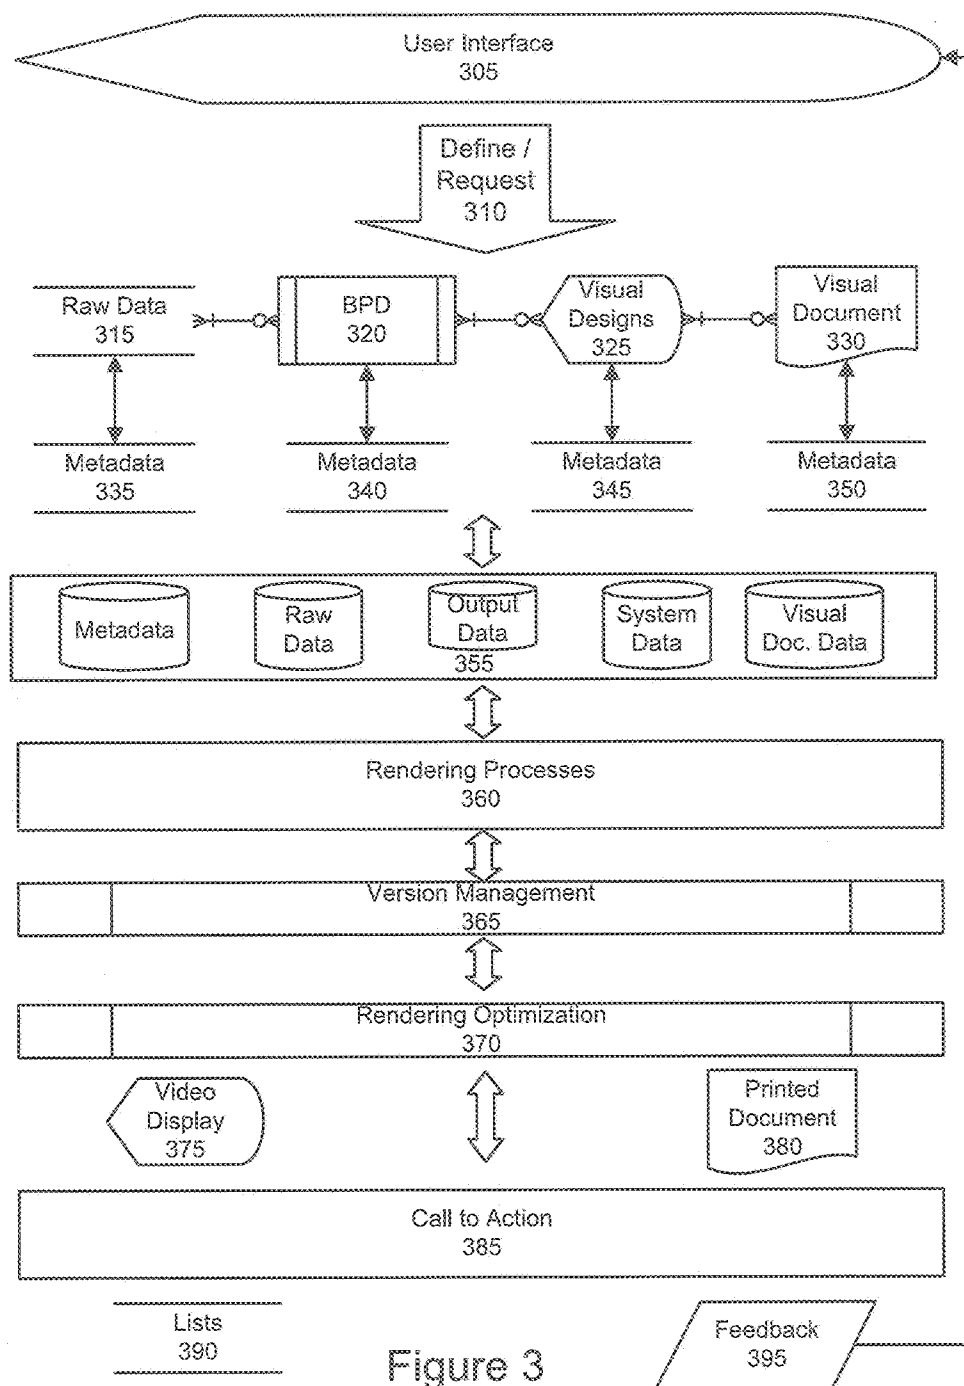 User Interface
305
Define /
Request
310
Raw Data
315
BPD
320
Visual
Designs
325
Visual
Document
330
Metadata
335
Metadata
340
Metadata
345
Metadata
350
Metadata
Raw
Data
Output
Data
355
System
Data
Visual
Doc. Data
Rendering Processes
360
Version Management
365
Rendering Optimization
370
Video
Display
375
Printed
Document
380
Call to Action
385
Lists
390
Feedback
395
Figure 3